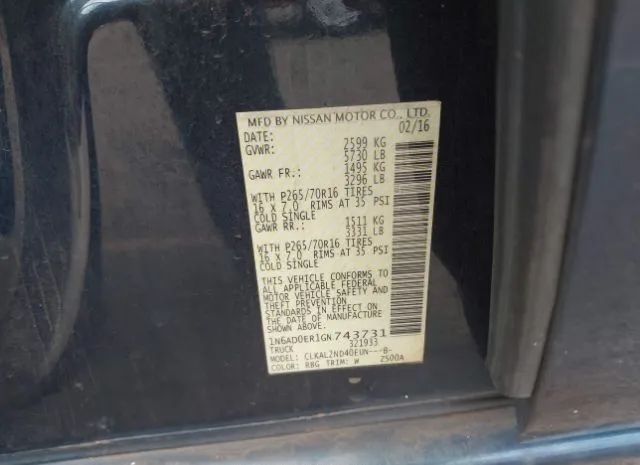 MFD BY NISSAN MOTOR CO., LTD.
DATE: 02/16
GVWR: 2599 KG
5730 LB
GAWR FR.: 1495 KG
3296 LB
WITH P265/70R16 TIRES
16 X 7.0 RIMS AT 35 PSI
COLD SINGLE
GAWR RR.: 1511 KG
3331 LB
WITH P265/70R16 TIRES
16 X 7.0 RIMS AT 35 PSI
COLD SINGLE
THIS VEHICLE CONFORMS TO
ALL APPLICABLE FEDERAL
MOTOR VEHICLE SAFETY AND
THEFT PREVENTION
STANDARDS IN EFFECT ON
THE DATE OF MANUFACTURE
SHOWN ABOVE.
1N6AD0ER1GN743731
TRUCK 321933
MODEL: CLKALZND40EUN---B-
COLOR: RBG TRIM: W Z500A